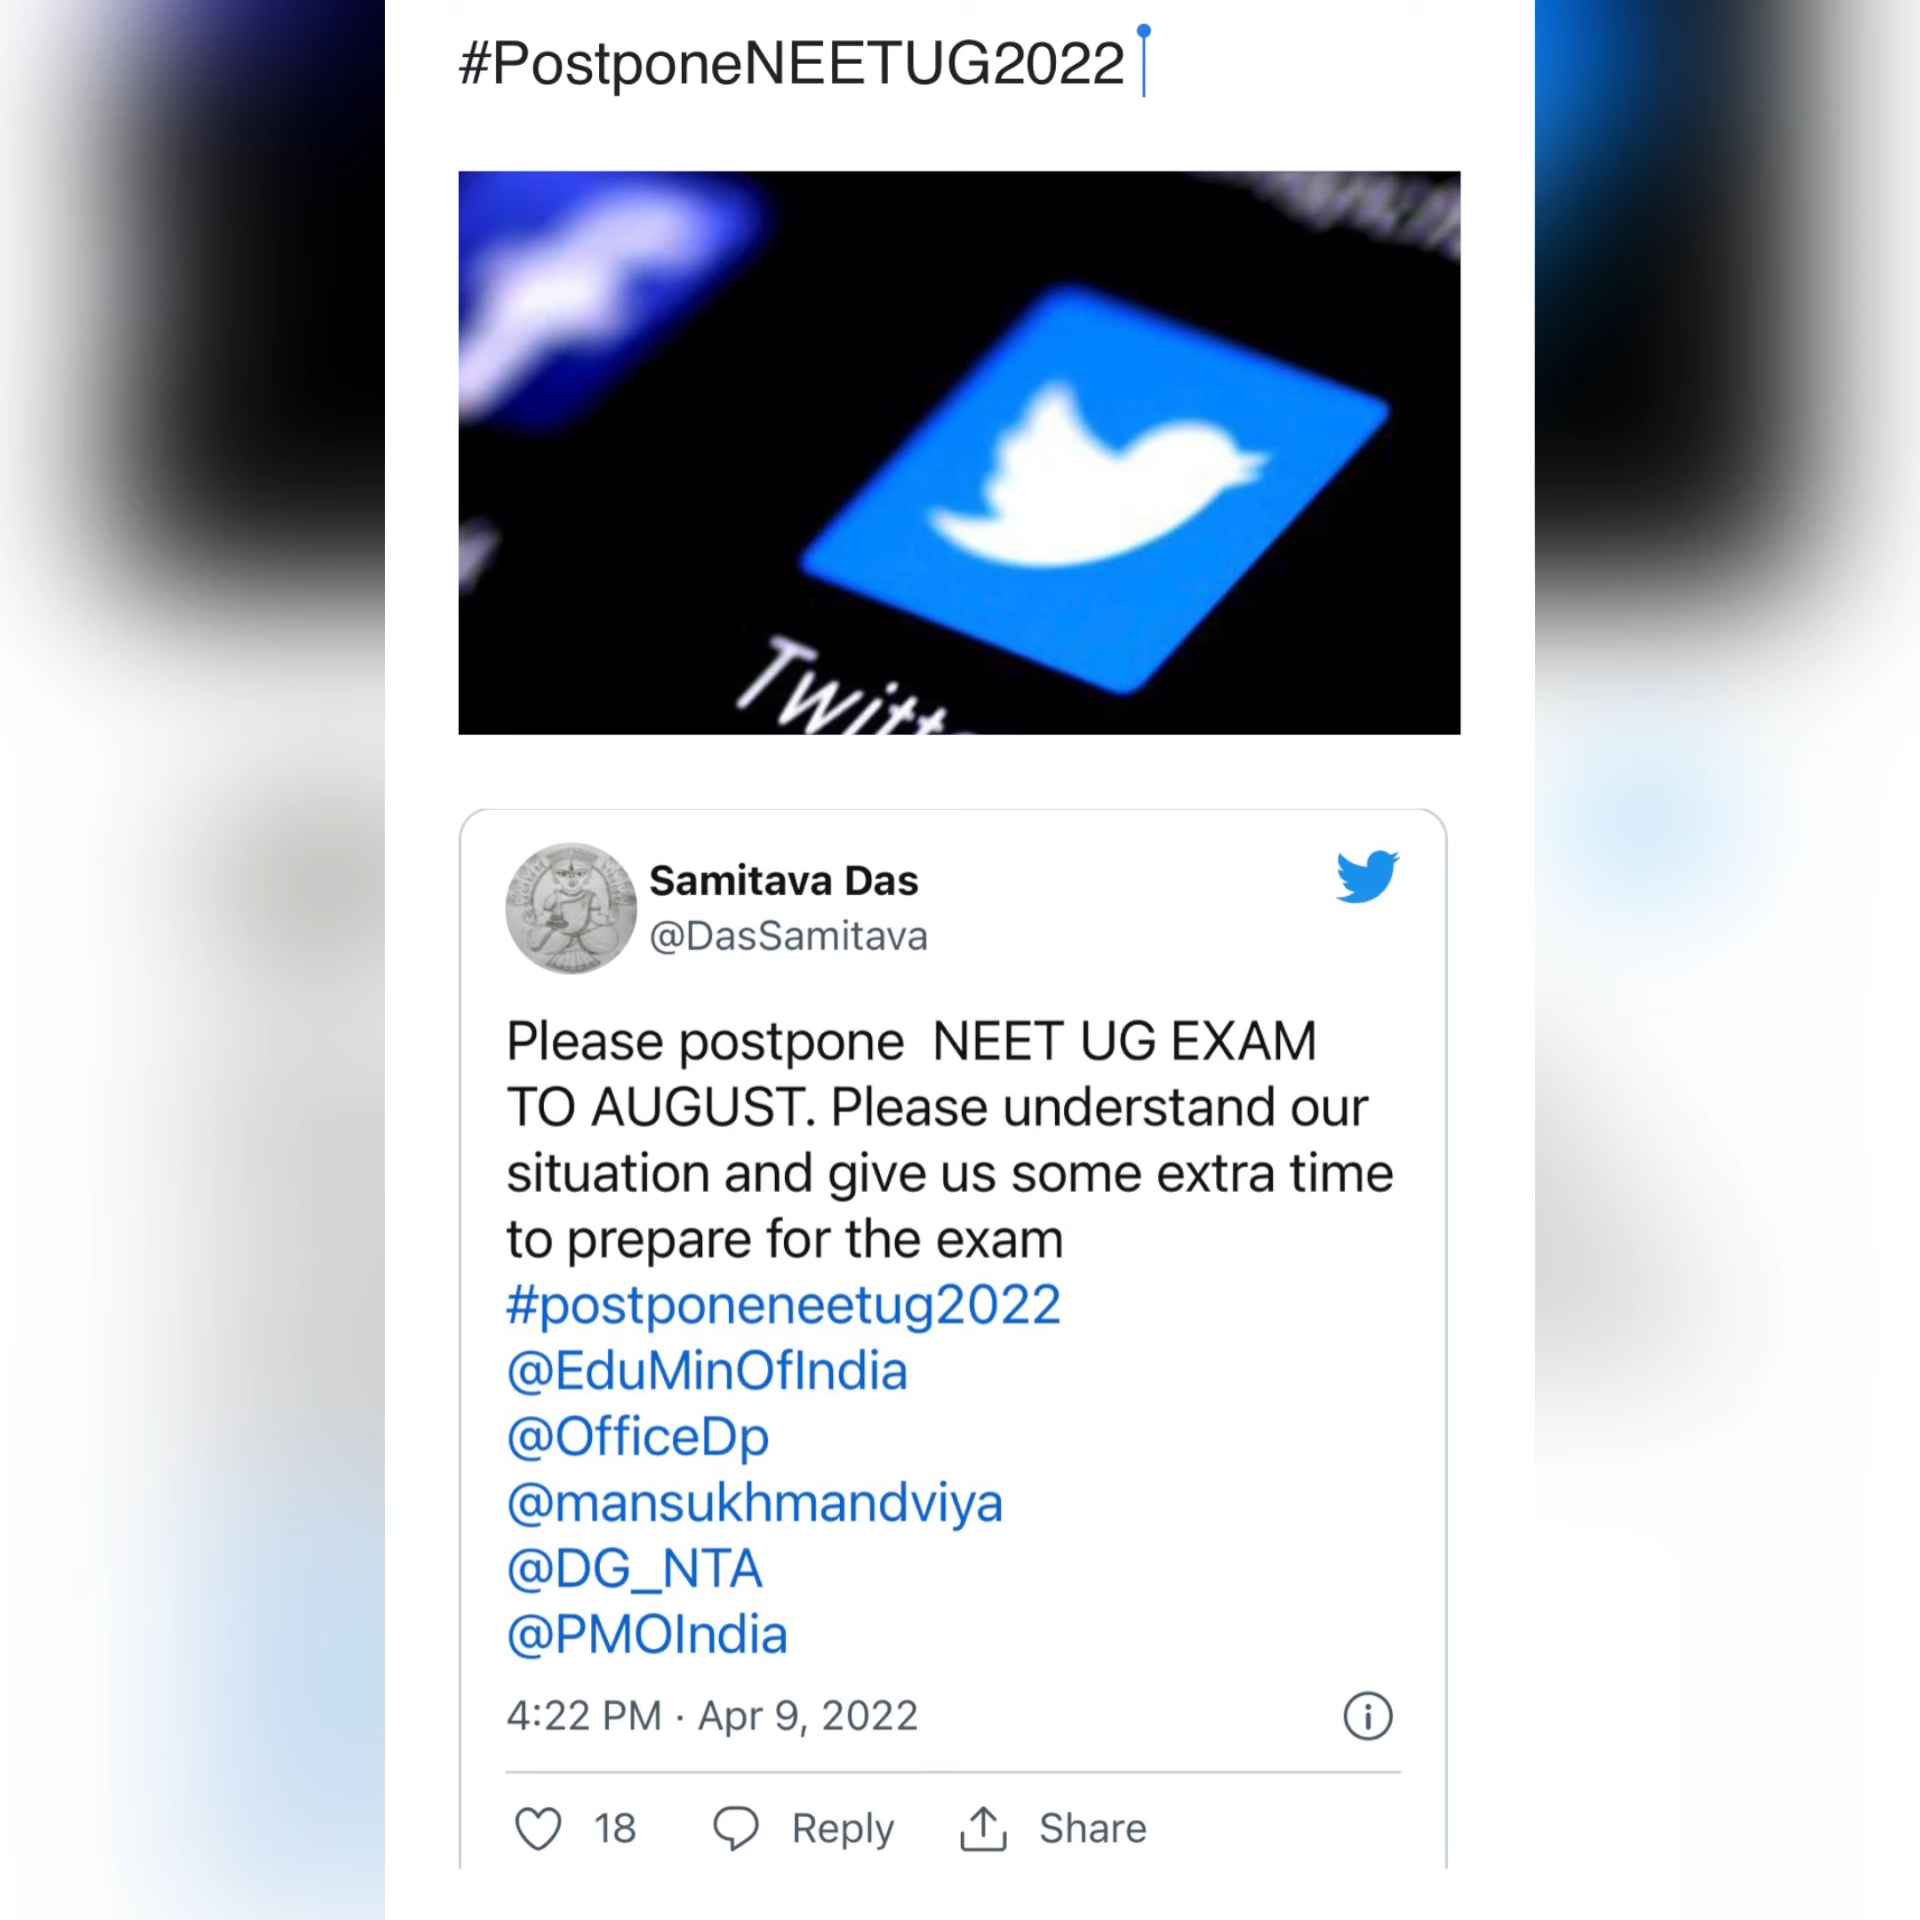 #PostponeNEETUG2022
Samitava Das
@DasSamitava
Please postpone  NEET UG EXAM
TO AUGUST. Please understand our
situation and give us some extra time
to prepare for the exam
#postponeneetug2022
@EduMinOfIndia
@OfficeDp
@mansukhmandviya
@DG_NTA
@PMOIndia
4:22 PM · Apr 9, 2022
18 Reply Share